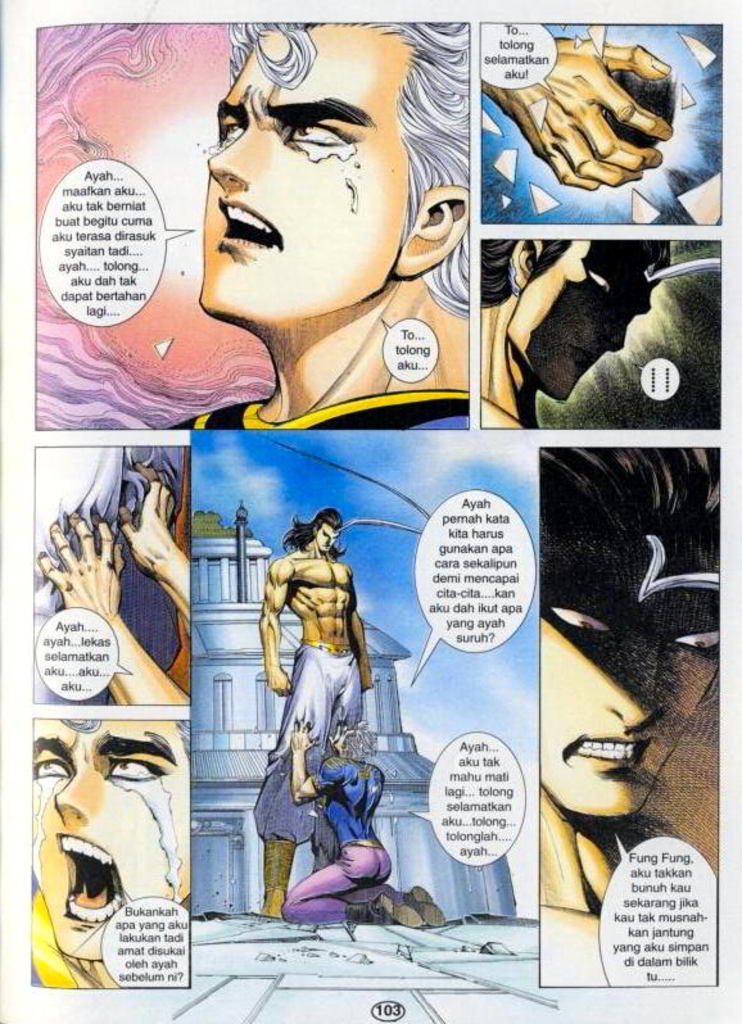 Ayah...
maafkan aku...
aku tak berniat
buat begitu cuma
aku terasa dirasuk
syaitan tadi....
ayah.... tolong...
aku dah tak
dapat bertahan
lagi....
To...
tolong
aku...
To...
tolong
selamatkan
aku!
Ayah....
ayah...lekas
selamatkan
aku....aku...
aku...
Bukankah
apa yang aku
lakukan tadi
amat disukai
oleh ayah
sebelum ni?
Ayah
pernah kata
kita harus
gunakan apa
cara sekalipun
demi mencapai
cita-cita....kan
aku dah ikut apa
yang ayah
suruh?
Ayah...
aku tak
mahu mati
lagi... tolong
selamatkan
aku...tolong...
tolonglah....
ayah...
Fung Fung,
aku takkan
bunuh kau
sekarang jika
kau tak musnah-
kan jantung
yang aku simpan
di dalam bilik
tu.....
103